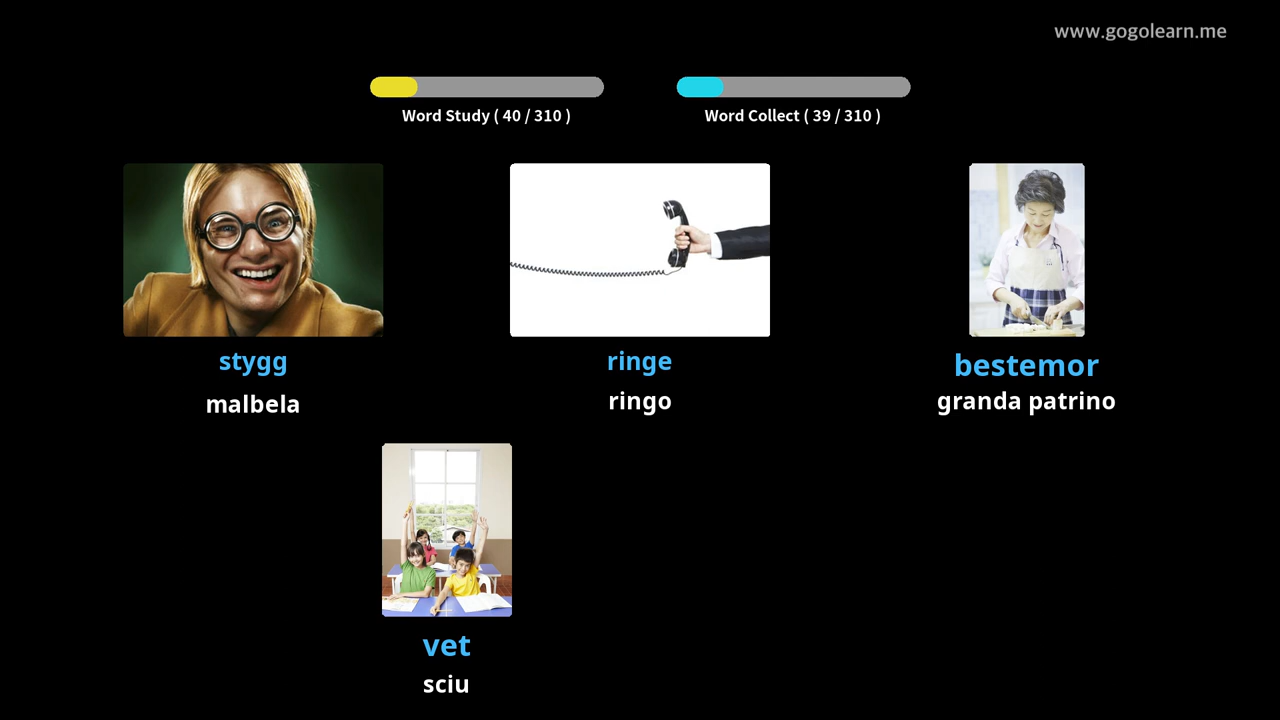 www.gogolearn.me
Word Study ( 40 / 310 )
Word Collect ( 39 / 310 )
stygg
malbela
ringe
ringo
bestemor
granda patrino
vet
sciu